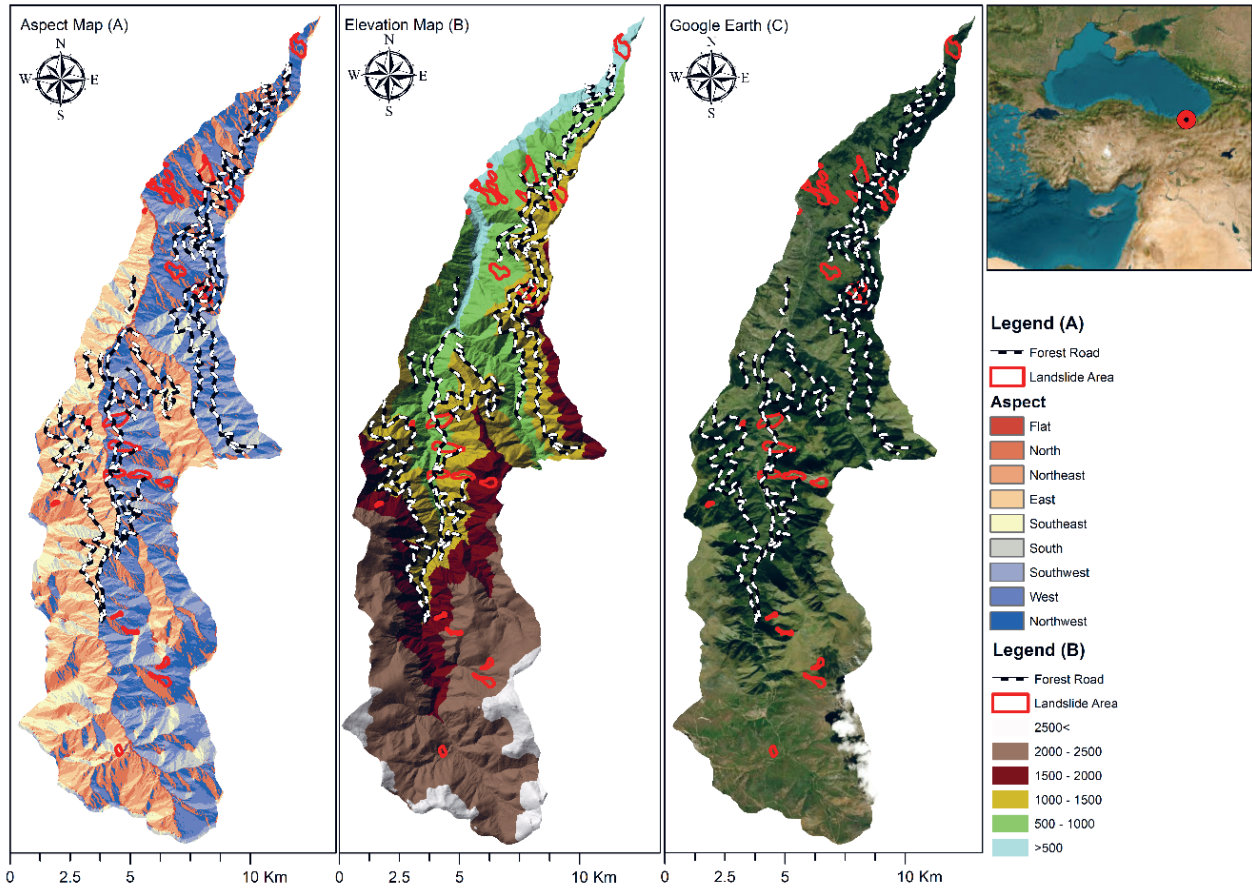 Aspect Map (A)
N
W E
S
0 2.5 5 10 Km
Elevation Map (B)
N
W E
S
0 2.5 5 10 Km
Google Earth (C)
N
W E
S
0 2.5 5 10 Km
Legend (A)
Forest Road
Landslide Area
Aspect
Flat
North
Northeast
East
Southeast
South
Southwest
West
Northwest
Legend (B)
Forest Road
Landslide Area
2500<
2000 - 2500
1500 - 2000
1000 - 1500
500 - 1000
>500